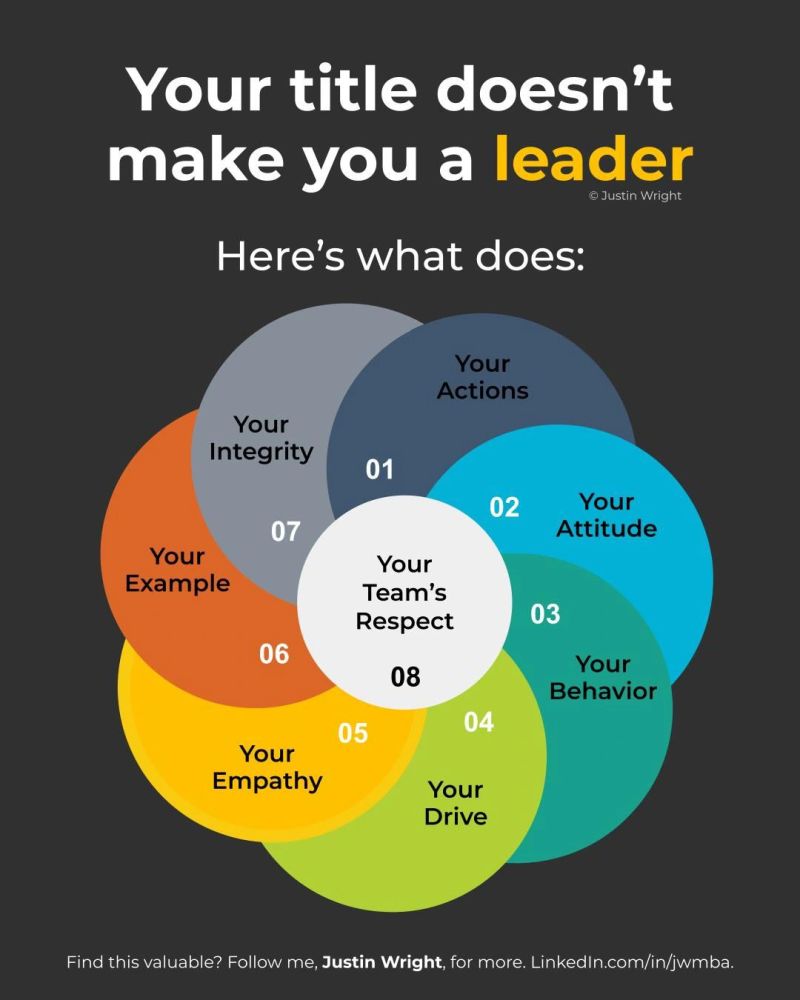 Your title doesn’t
make you a leader
© Justin Wright
Here’s what does:
Your
Actions
01
02
Your
Attitude
03
Your
Behavior
04
Your
Drive
05
Your
Empathy
06
Your
Example
07
Your
Integrity
Your
Team’s
Respect
08
Find this valuable? Follow me, Justin Wright, for more. LinkedIn.com/in/jwmba.